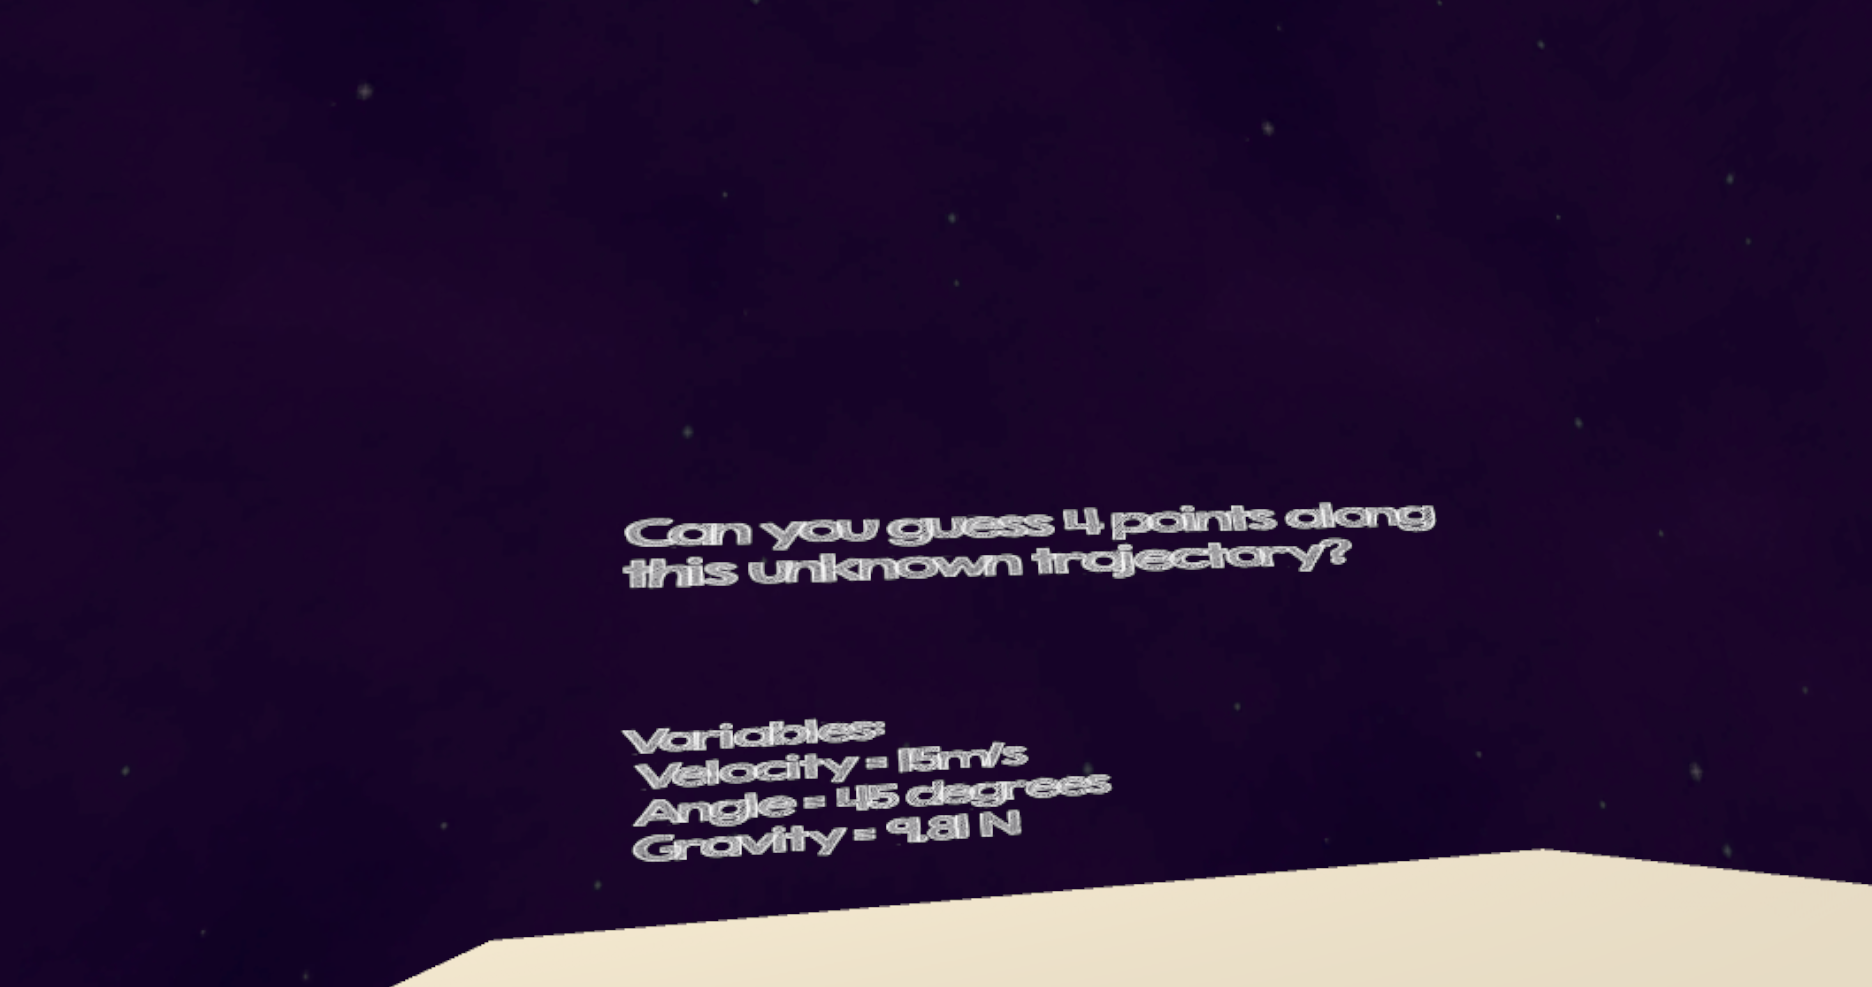 Can you guess 4 points along
this unknown trajectory?
Variables:
Velocity = 15m/s
Angle = 45 degrees
Gravity = 9.81 N